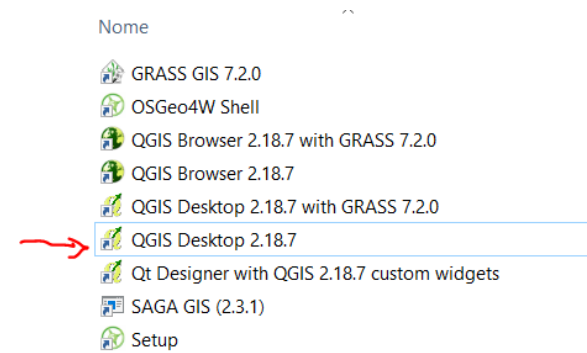 Nome
GRASS GIS 7.2.0
OSGeo4W Shell
QGIS Browser 2.18.7 with GRASS 7.2.0
QGIS Browser 2.18.7
QGIS Desktop 2.18.7 with GRASS 7.2.0
QGIS Desktop 2.18.7
Qt Designer with QGIS 2.18.7 custom widgets
SAGA GIS (2.3.1)
Setup